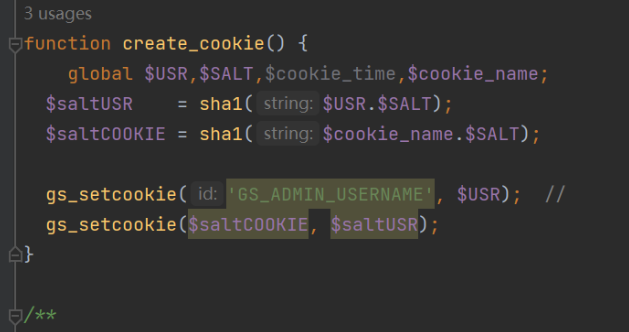 3 usages
function create_cookie() {
global $USR,$SALT,$cookie_time,$cookie_name;
$saltUSR    = sha1( string: $USR.$SALT);
$saltCOOKIE = sha1( string: $cookie_name.$SALT);
gs_setcookie( id: 'GS_ADMIN_USERNAME', $USR);  //
gs_setcookie($saltCOOKIE, $saltUSR);
}
/**